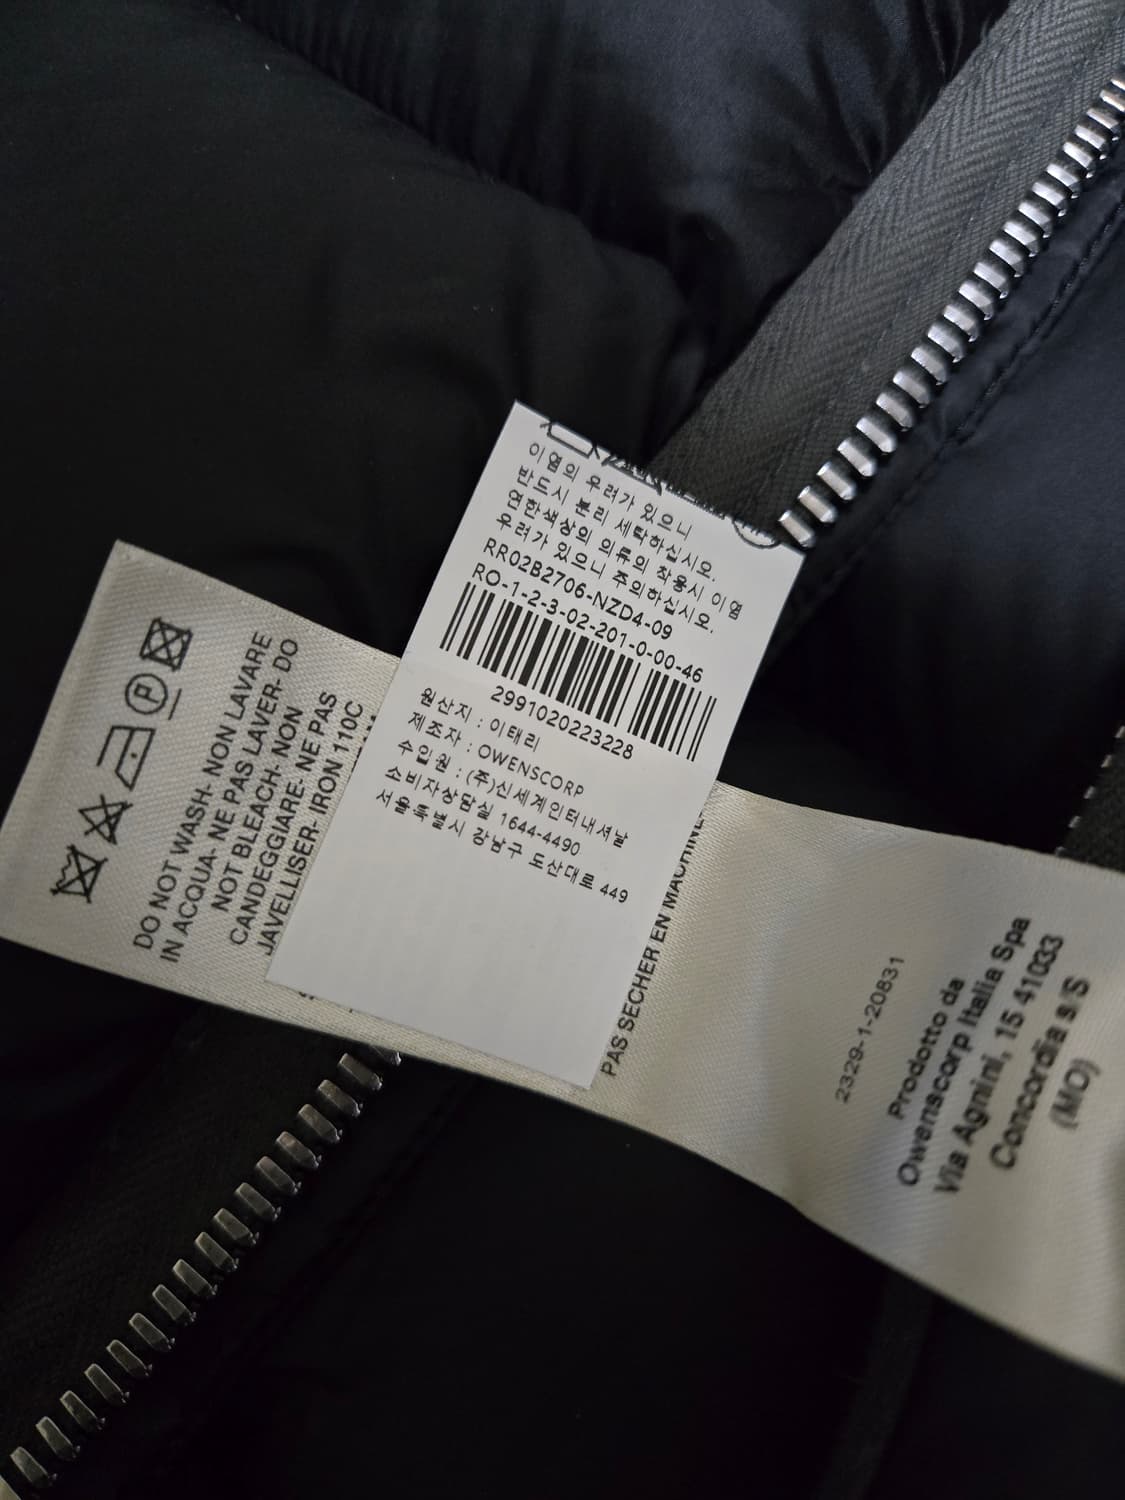 이염의 우려가 있으니
반드시 분리 세탁하십시오.
연한색상의 의류의 착용시 이염
우려가 있으니 주의하십시오.
RR02B2706-NZD4-09
RO-1-2-3-02-201-0-00-46
2991020223228
원산지 : 이태리
제조자 : OWENSCORP
수입원 : (주)신세계인터내셔날
소비자상담실 1644-4490
서울특별시 강남구 도산대로 449
P
DO NOT WASH- NON LAVARE
IN ACQUA- NE PAS LAVER- DO
NOT BLEACH- NON
CANDEGGIARE- NE PAS
JAVELLISER- IRON 110C
PAS SECHER EN MACHINE-
2329-1-20831
Prodotto da
Owenscorp Italia Spa
Via Agnini, 15 41033
Concordia s/S
(MO)